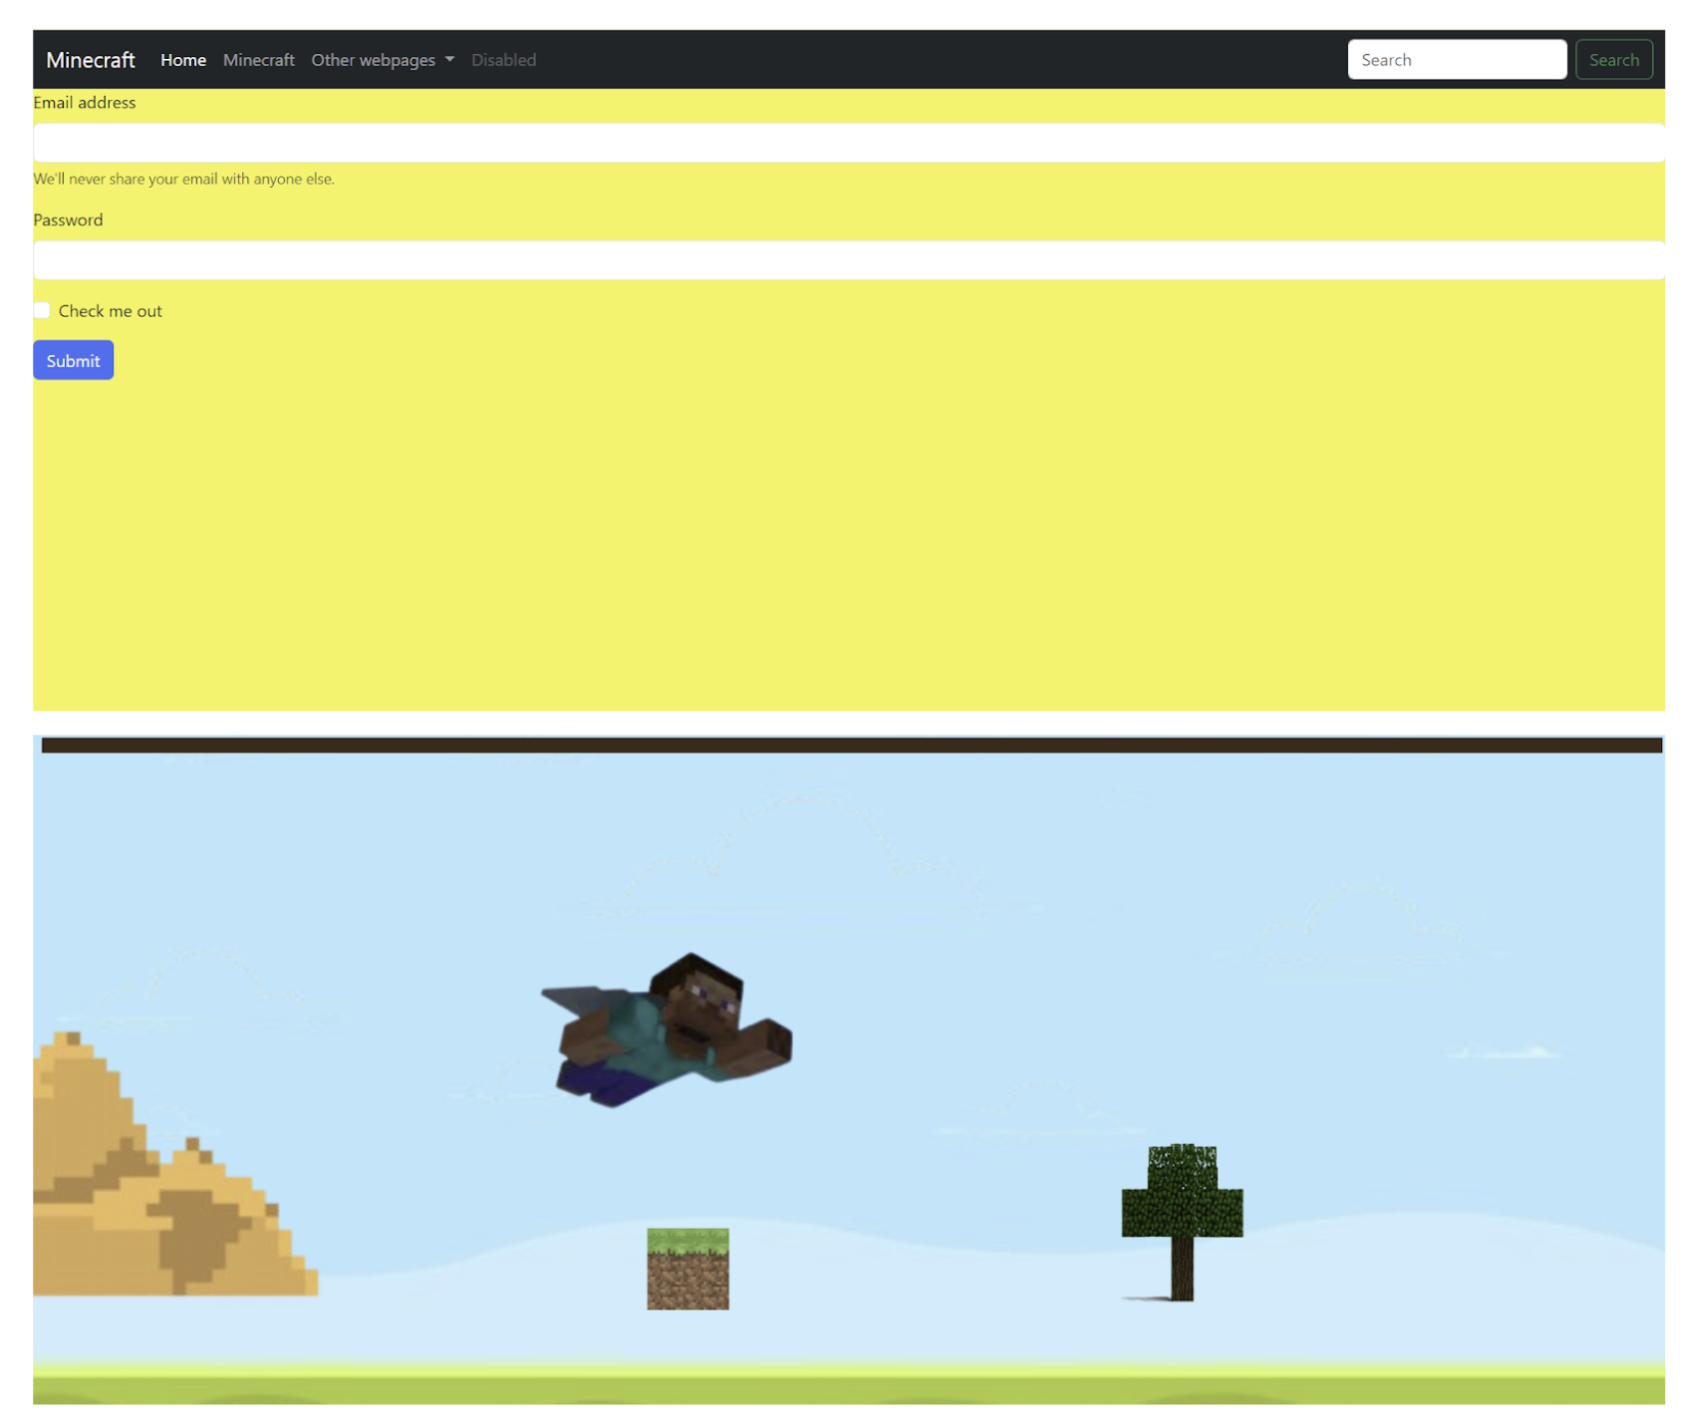 Minecraft Home Minecraft Other webpages Disabled Search Search
Email address
We'll never share your email with anyone else.
Password
Check me out
Submit